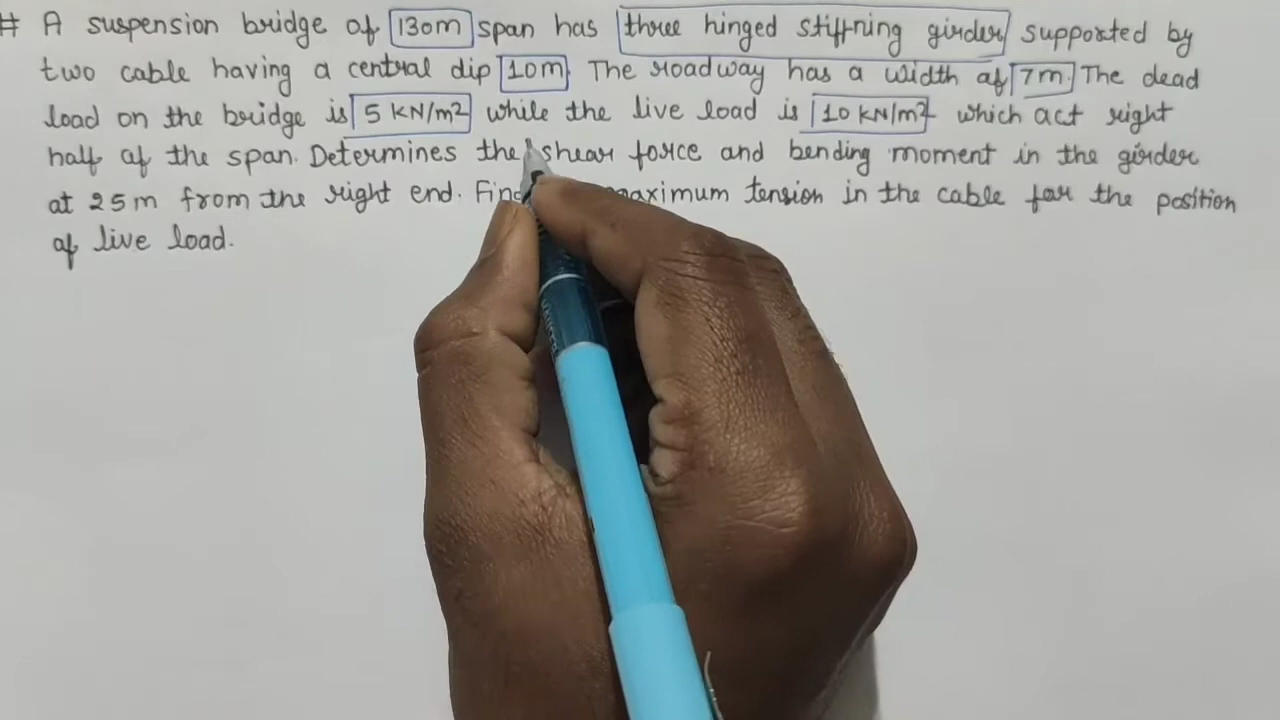 # A suspension bridge of 130m span has three hinged stiffning girder supported by
two cable having a central dip 10m. The roadway has a width of 7m. The dead
load on the bridge is 5 KN/m² while the live load is 10 KN/m² which act right
half of the span. Determines the shear force and bending moment in the girder
at 25m from the right end. Find maximum tension in the cable for the position
of live load.